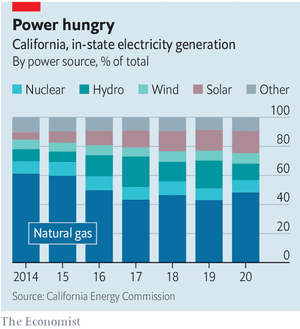 Power hungry
California, in-state electricity generation
By power source, % of total
Nuclear Hydro Wind Solar Other
100
80
60
40
20
0
Natural gas
2014 15 16 17 18 19 20
Source: California Energy Commission
The Economist